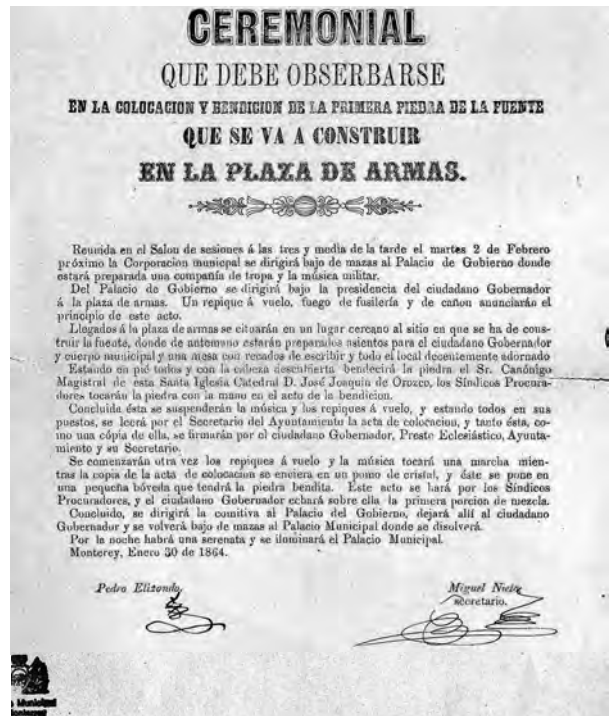 CEREMONIAL
QUE DEBE OBSERBARSE
EN LA COLOCACION Y BENDICION DE LA PRIMERA PIEDRA DE LA FUENTE
QUE SE VA A CONSTRUIR
EN LA PLAZA DE ARMAS.
Reunida en el Salon de sesiones á las tres y media de la tarde el martes 2 de Febrero
próximo la Corporacion municpal se dirigirá bajo de mazas al Palacio de Gobierno donde
estará preparada una compañía de tropa y la música militar.
Del Palacio de Gobierno se dirigirá bajo la presidencia del ciudadano Gobernador
á la plaza de armas. Un repique á vuelo, fuego de fusilería y de cañon anunciarán el
principio de este acto.
Llegados á la plaza de armas se cituarán en un lugar cercano al sitio en que se ha de cons-
truir la fuente, donde de antemano estarán preparados asientos para el ciudadano Gobernador
y cuerpo municipal y una mesa con recados de escribir y todo el local decentemente adornado
Estando en pié todos y con la cabeza descubierta bendecirá la piedra el Sr. Canónigo
Magistral de esta Santa Iglesia Catedral D. José Joaquin de Orozco, los Síndicos Procura-
dores tocarán la piedra con la mano en el acto de la bendicion.
Concluida ésta se suspenderán la música y los repiques á vuelo, y estando todos en sus
puestos, se leerá por el Secretario del Ayuntamiento la acta de colocacion, y tanto ésta, co-
mo una cópia de ella, se firmarán por el ciudadano Gobernador, Preste Eclesiástico, Ayunta-
miento y su Secretario.
Se comenzarán otra vez los repiques á vuelo y la música tocará una marcha mien-
tras la copia de la acta de colocacion se enciera en un pomo de cristal, y éste se pone en
una pequeña bóveda que tendrá la piedra bendita. Este acto se hará por los Síndicos
Procuradores, y el ciudadano Gobernador echará sobre ella la primera porcion de mezcla.
Concluido, se dirigirá la comitiva al Palacio del Gobierno, dejará allí al ciudadano
Gobernador y se volverá bajo de mazas al Palacio Municipal donde se disolverá.
Por la noche habrá una serenata y se iluminará el Palacio Municipal.
Monterey, Enero 30 de 1864.
Pedro Elizondo, Miguel Nieto,
secretario.
Municipal